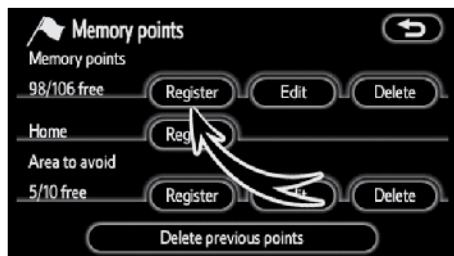 Memory points
Memory points
98/106 free Register Edit Delete
Home
Area to avoid
5/10 free Register Delete
Delete previous points